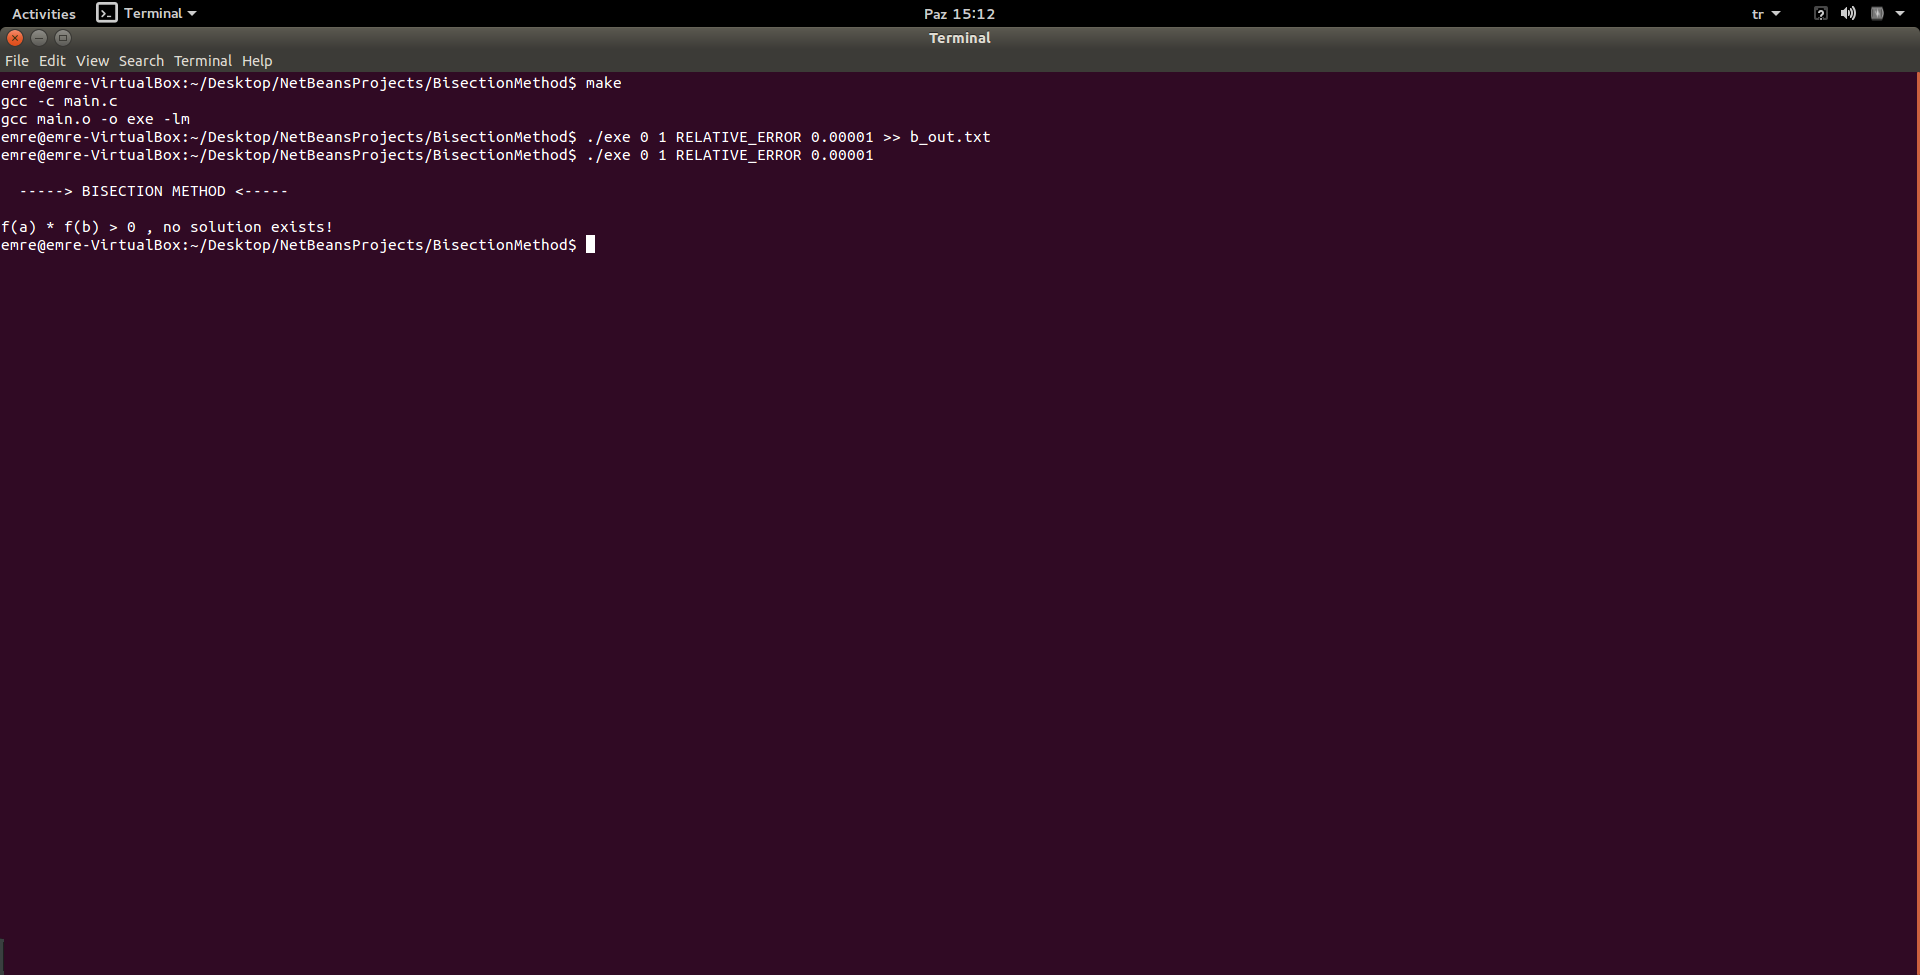 Activities Terminal Paz 15:12 tr
Terminal
File Edit View Search Terminal Help
emre@emre-VirtualBox:~/Desktop/NetBeansProjects/BisectionMethod$ make
gcc -c main.c
gcc main.o -o exe -lm
emre@emre-VirtualBox:~/Desktop/NetBeansProjects/BisectionMethod$ ./exe 0 1 RELATIVE_ERROR 0.00001 >> b_out.txt
emre@emre-VirtualBox:~/Desktop/NetBeansProjects/BisectionMethod$ ./exe 0 1 RELATIVE_ERROR 0.00001
-----> BISECTION METHOD <-----
f(a) * f(b) > 0 , no solution exists!
emre@emre-VirtualBox:~/Desktop/NetBeansProjects/BisectionMethod$